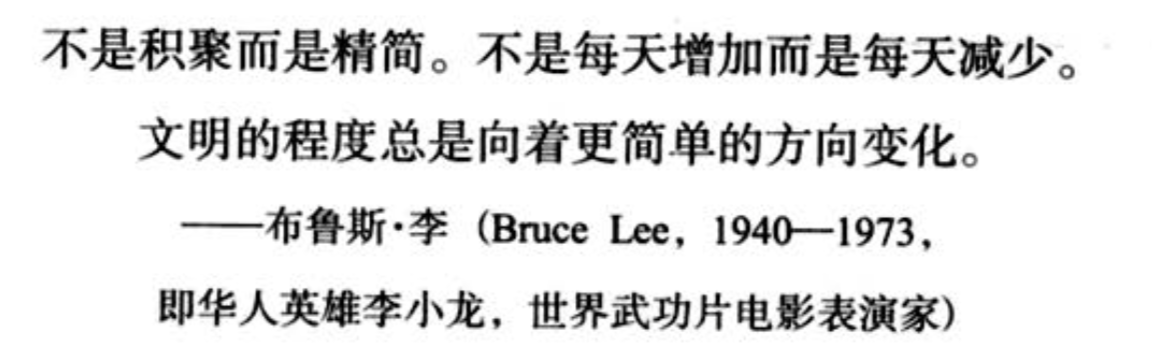 不是积聚而是精简。不是每天增加而是每天减少。
文明的程度总是向着更简单的方向变化。
——布鲁斯·李（Bruce Lee，1940—1973，
即华人英雄李小龙，世界武功片电影表演家）